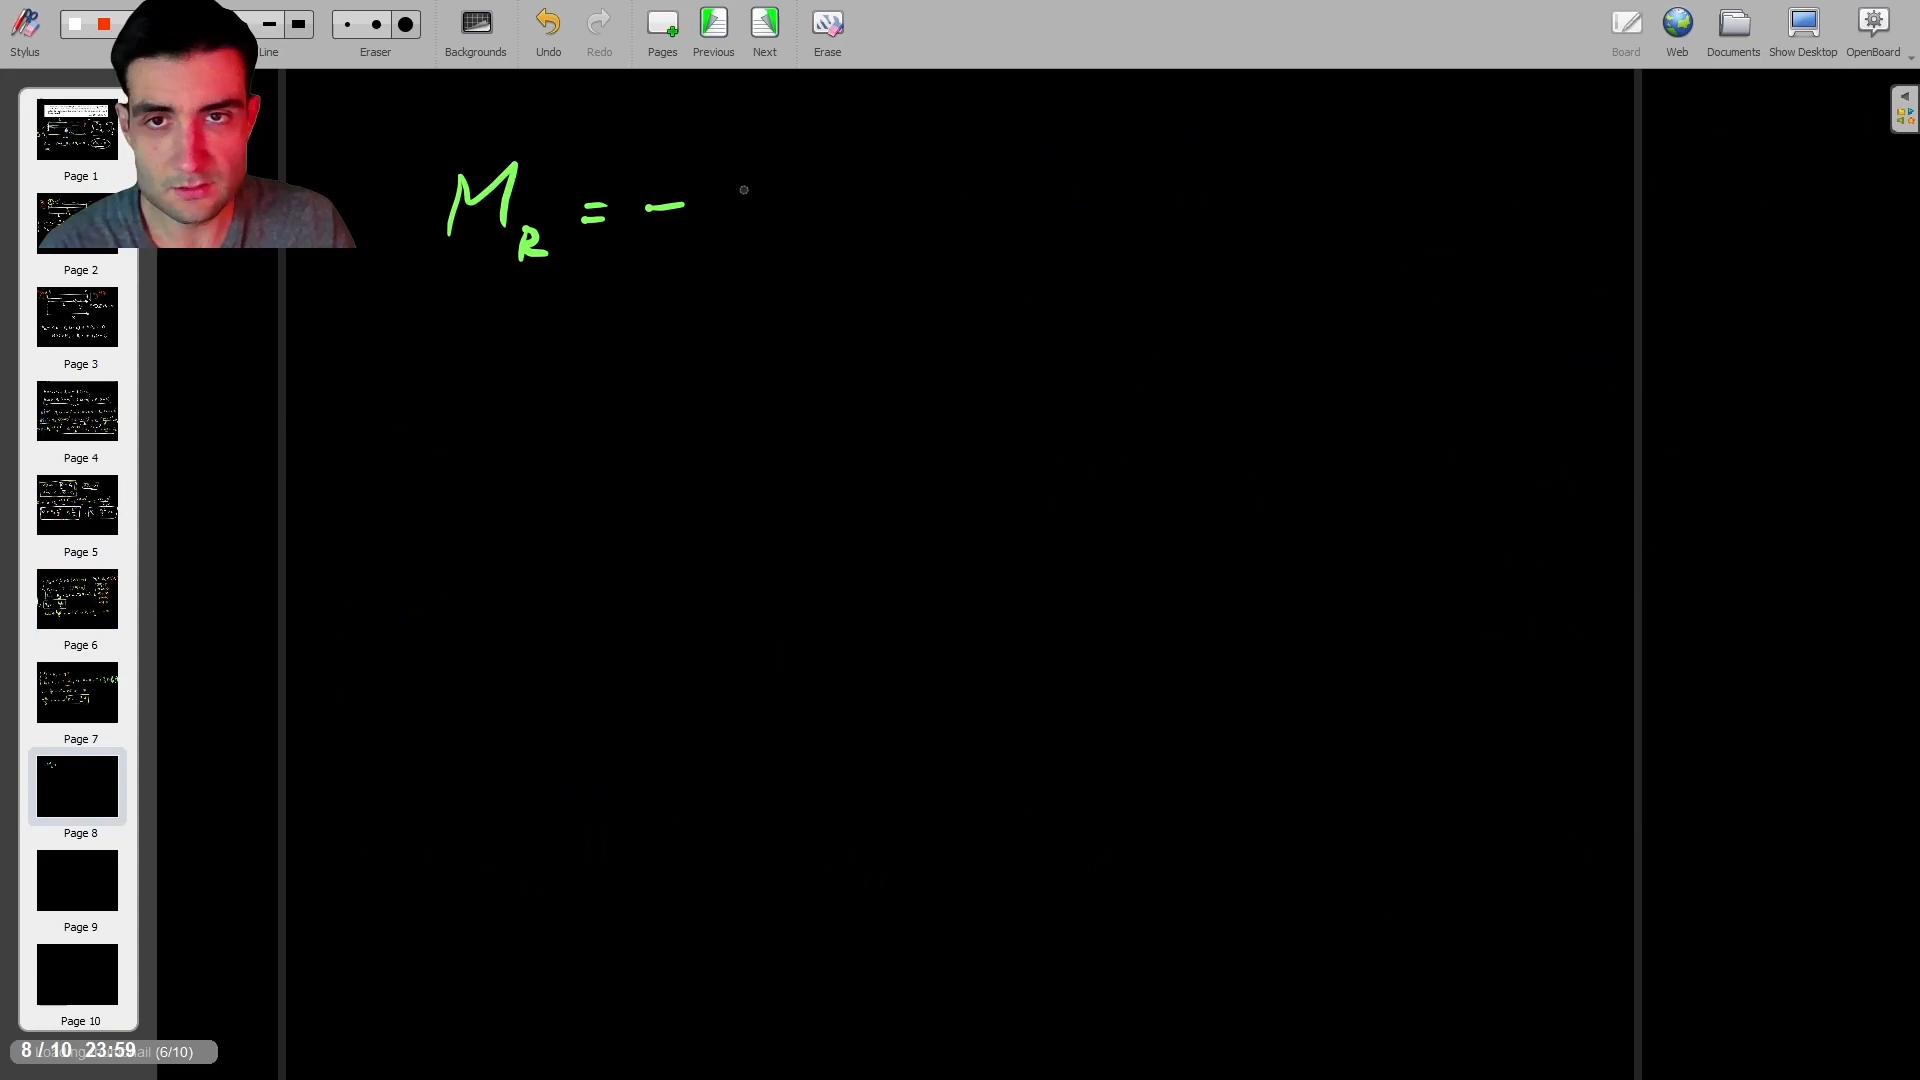 Stylus
Line
Eraser
Backgrounds
Undo
Redo
Pages
Previous
Next
Erase
Board
Web
Documents
Show Desktop
OpenBoard
M_R = -
Page 1
Page 2
Page 3
Page 4
Page 5
Page 6
Page 7
Page 8
Page 9
Page 10
8 / 10 23:59
(6/10)